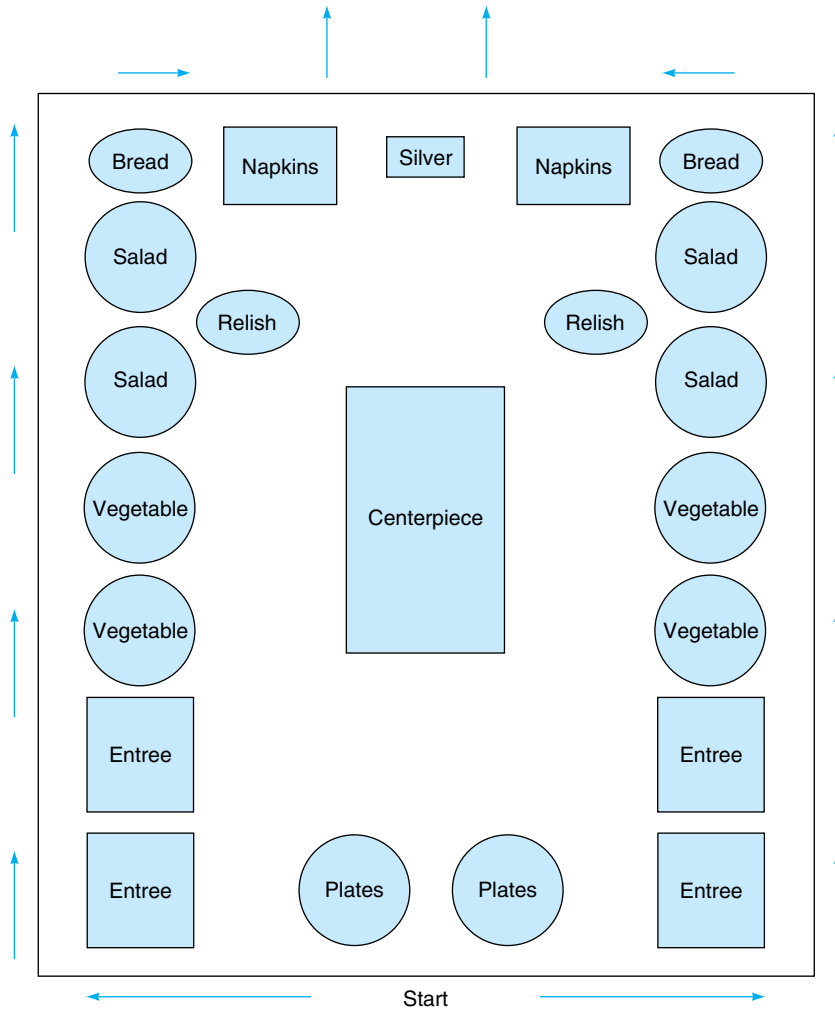 Bread
Napkins
Silver
Napkins
Bread
Salad
Salad
Relish
Relish
Salad
Salad
Vegetable
Centerpiece
Vegetable
Vegetable
Vegetable
Entree
Entree
Entree
Plates
Plates
Entree
Start